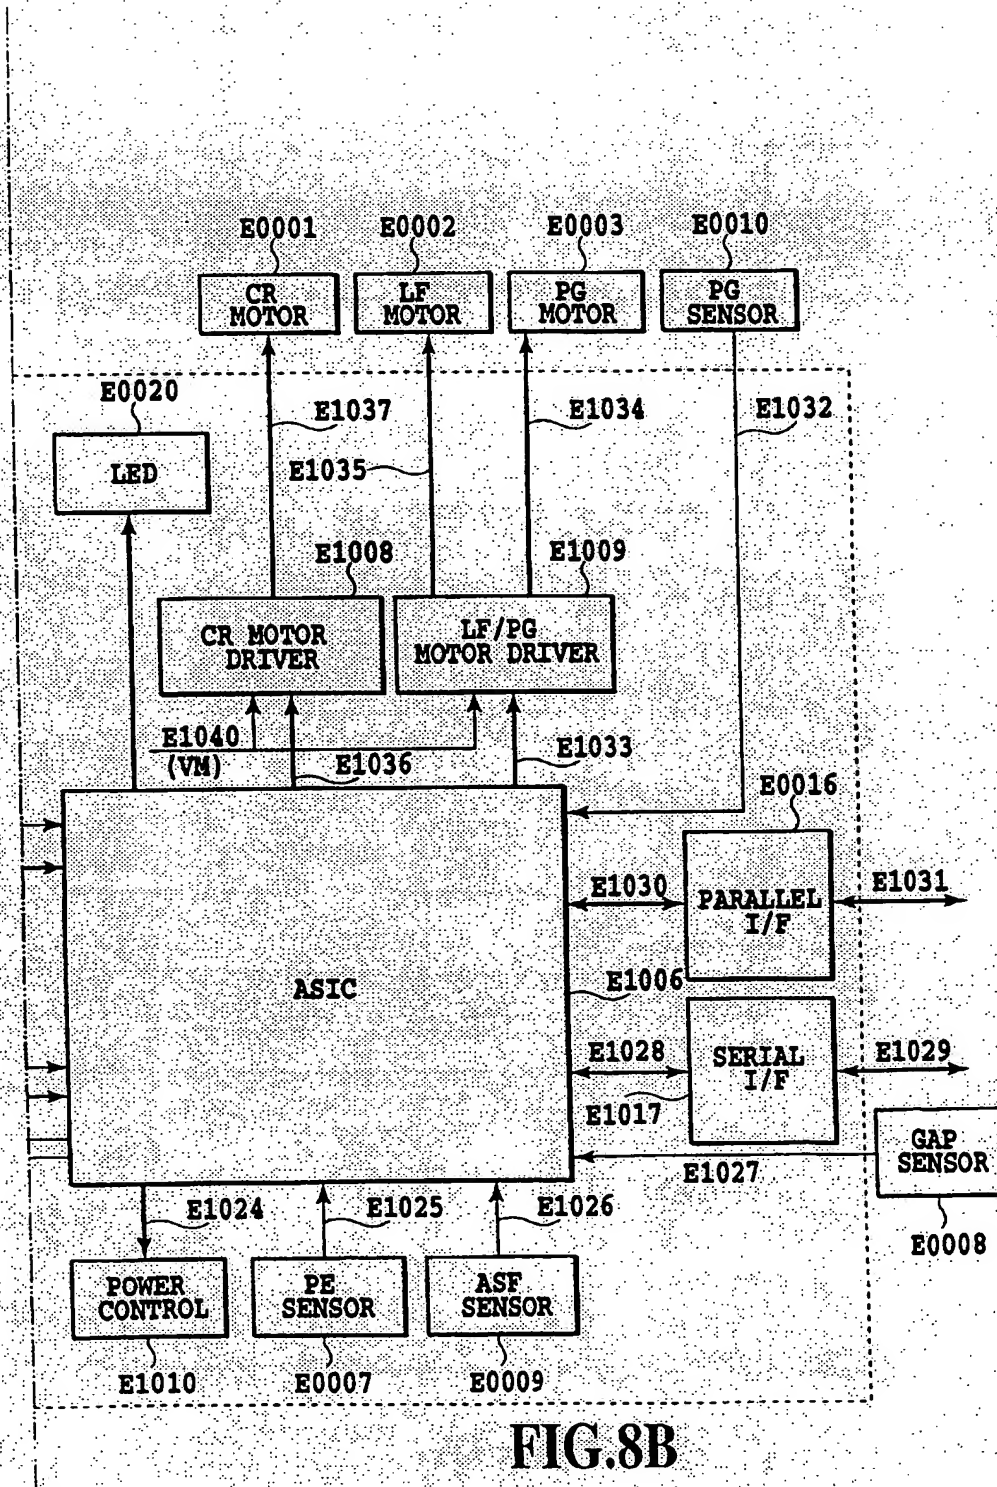 E0001
E0002
E0003
E0010
CR
MOTOR
LF
MOTOR
PG
MOTOR
PG
SENSOR
E0020
E1037
E1034
E1032
LED
E1035
E1008
E1009
CR MOTOR
DRIVER
LF/PG
MOTOR DRIVER
E1040
(VM)
E1036
E1033
E0016
E1030
PARALLEL
I/F
E1031
ASIC
E1006
E1028
SERIAL
I/F
E1029
E1017
E1027
GAP
SENSOR
E0008
E1024
E1025
E1026
POWER
CONTROL
PE
SENSOR
ASF
SENSOR
E1010
E0007
E0009
FIG.8B